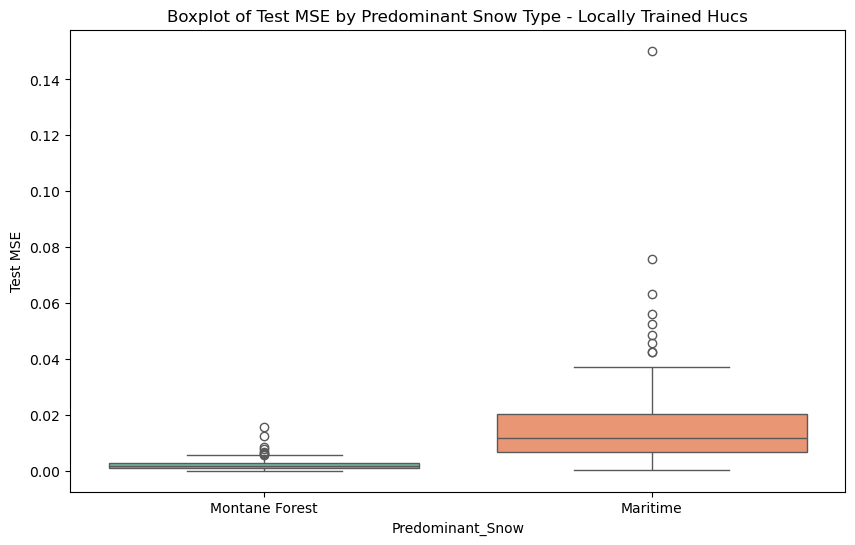 Boxplot of Test MSE by Predominant Snow Type - Locally Trained Hucs
Test MSE
0.14
0.12
0.10
0.08
0.06
0.04
0.02
0.00
Montane Forest
Maritime
Predominant_Snow